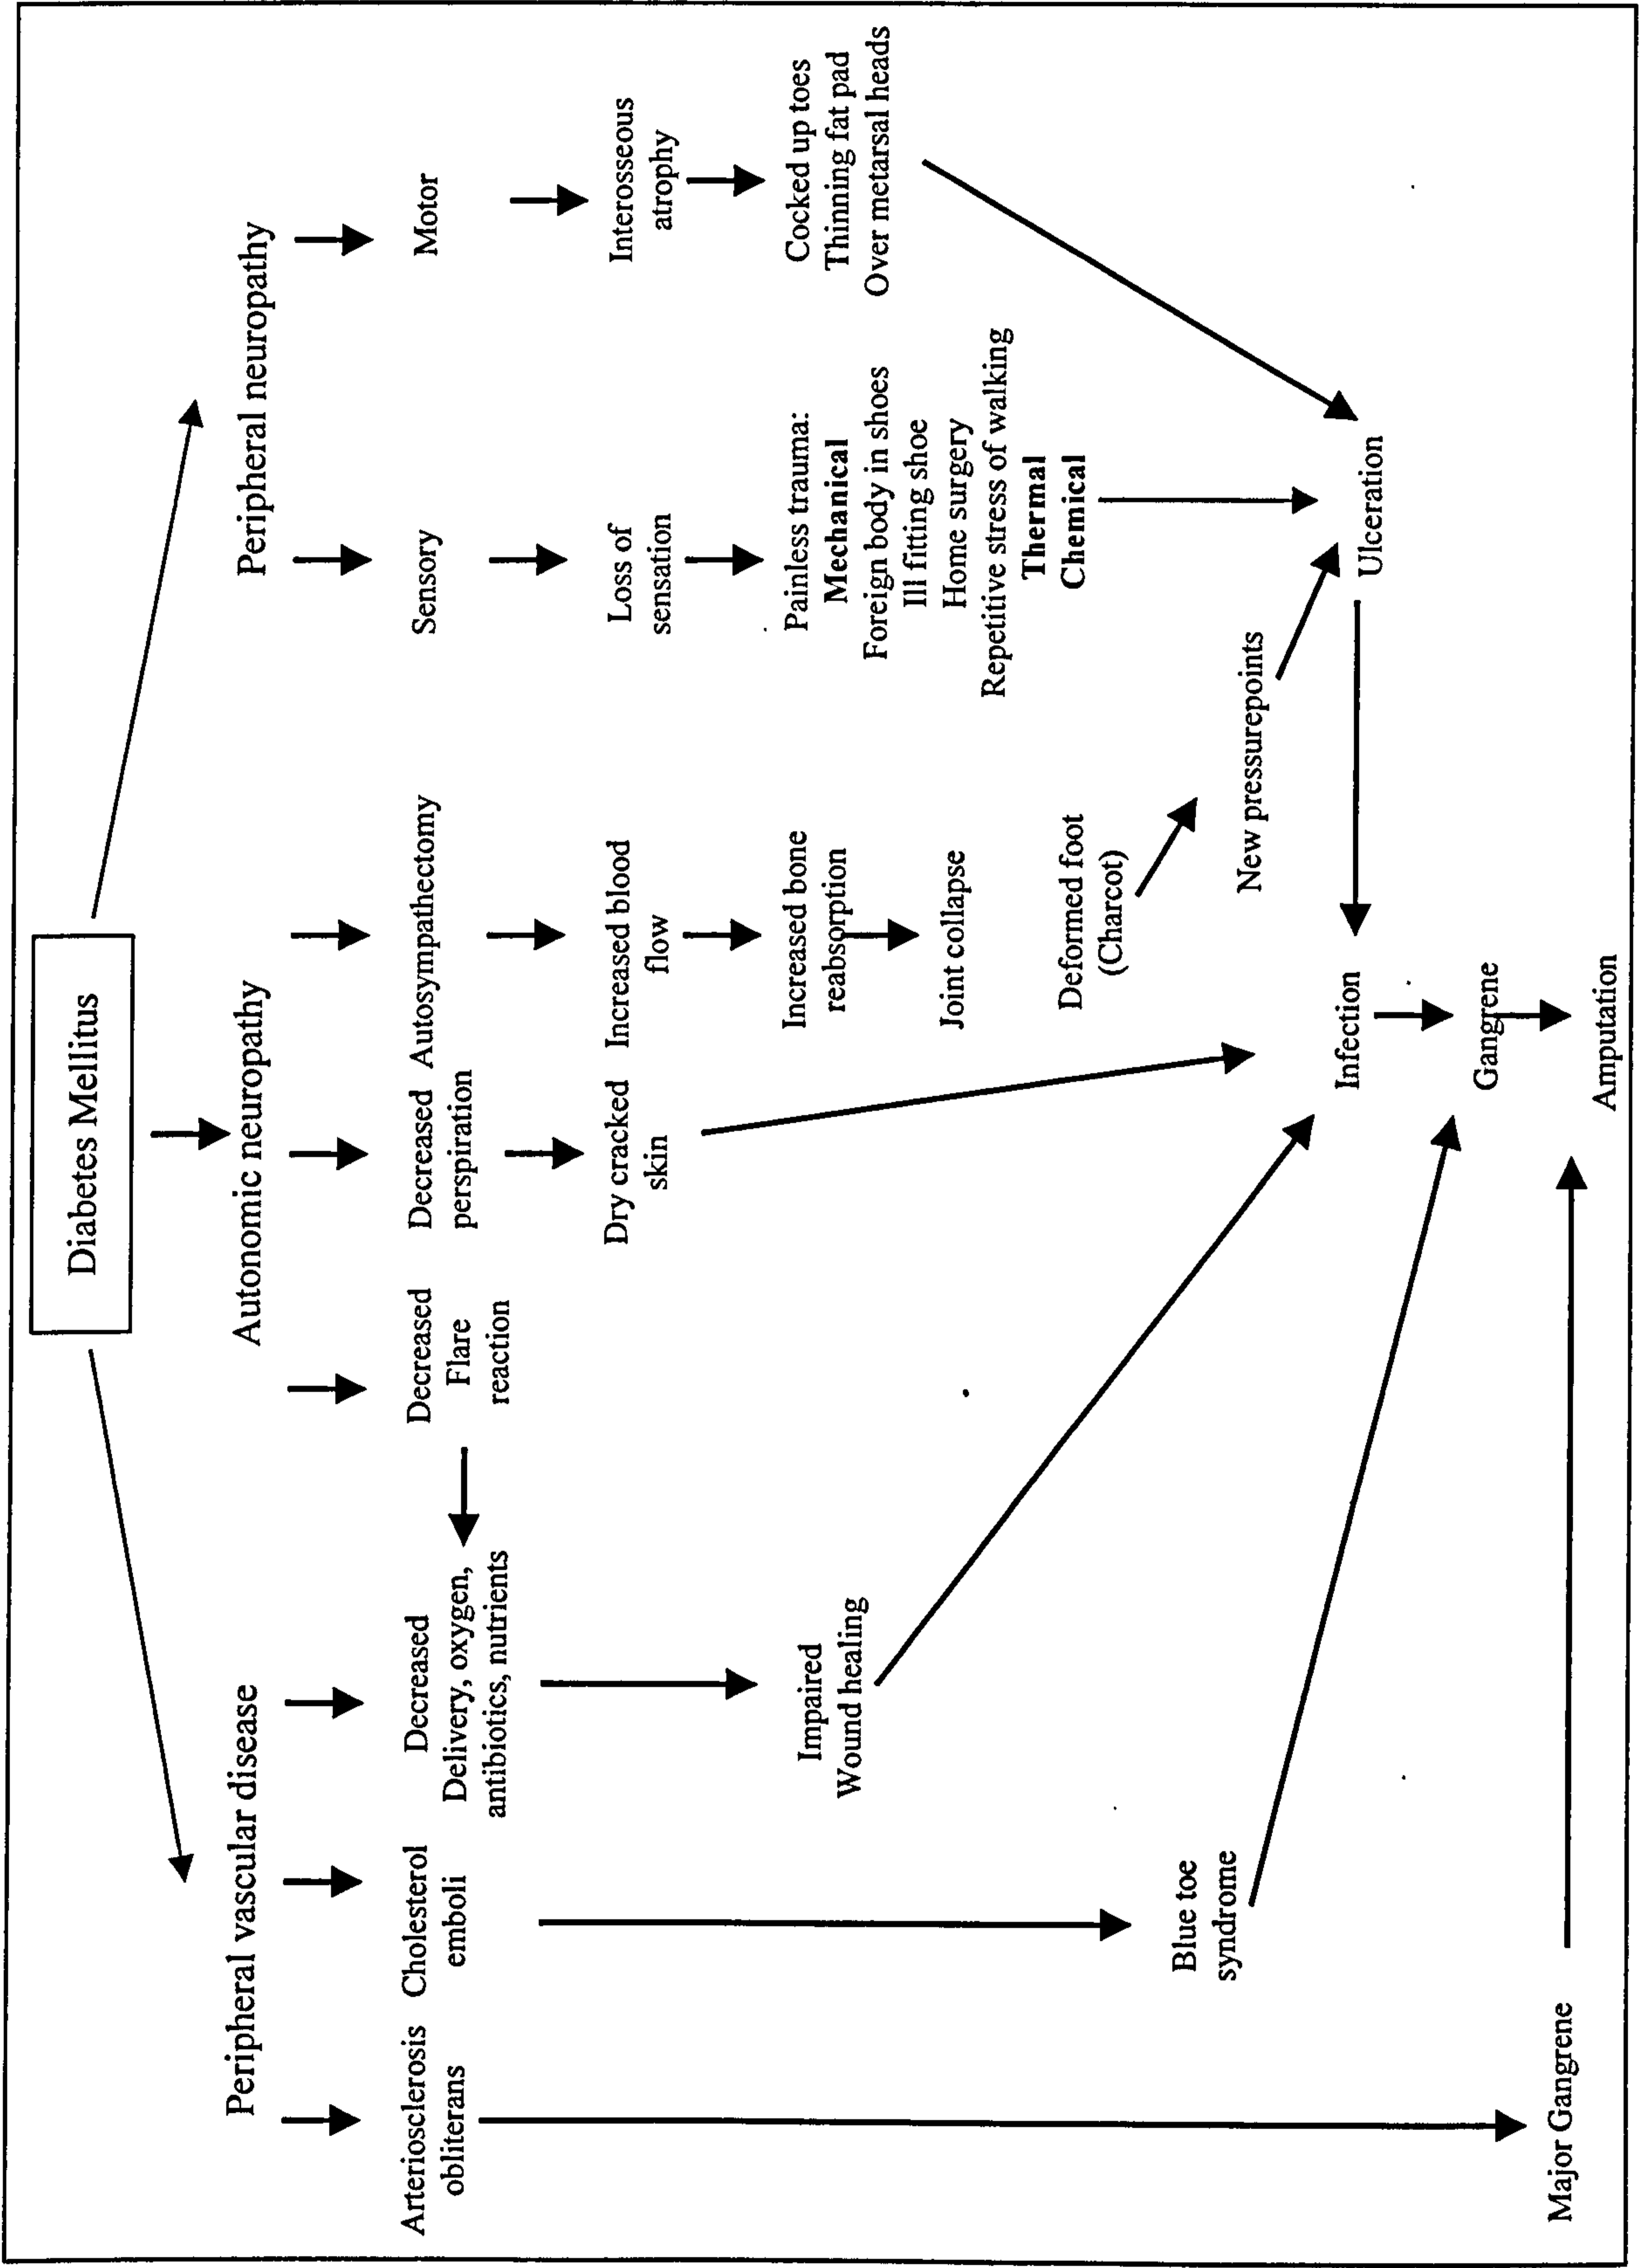 Diabetes Mellitus
Peripheral vascular disease
Autonomic neuropathy
Peripheral neuropathy
Arteriosclerosis
obliterans
Cholesterol
emboli
Decreased
Delivery, oxygen,
antibiotics, nutrients
Decreased
Flare
reaction
Decreased
perspiration
Autosympathectomy
Sensory
Motor
Dry cracked
skin
Increased blood
flow
Loss of
sensation
Interosseous
atrophy
Impaired
Wound healing
Increased bone
reabsorption
Joint collapse
Painless trauma:
Mechanical
Foreign body in shoes
Ill fitting shoe
Home surgery
Repetitive stress of walking
Thermal
Chemical
Cocked up toes
Thinning fat pad
Over metarsal heads
Deformed foot
(Charcot)
Blue toe
syndrome
New pressurepoints
Infection
Ulceration
Gangrene
Major Gangrene
Amputation